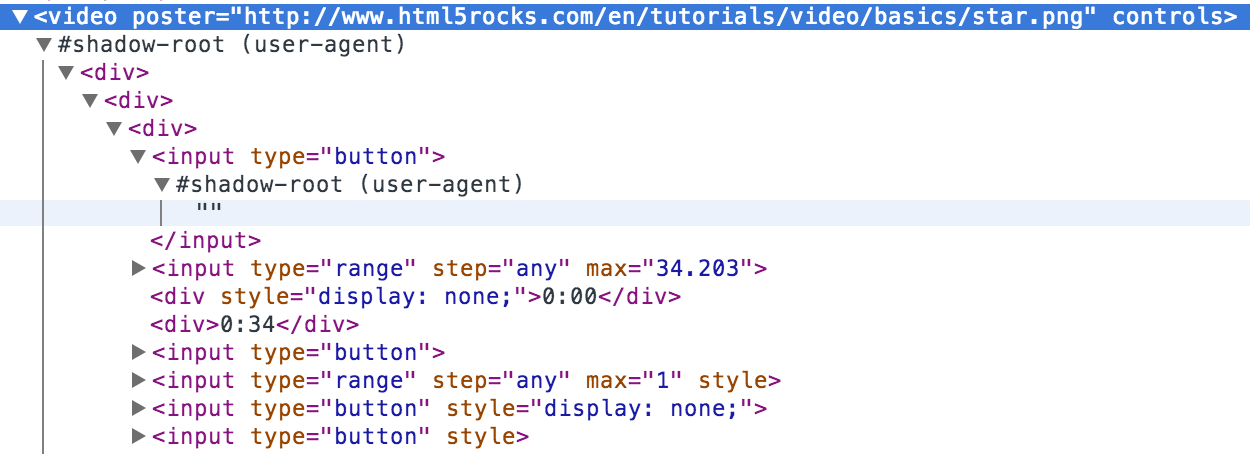 <video poster="http://www.html5rocks.com/en/tutorials/video/basics/star.png" controls>
#shadow-root (user-agent)
<div>
<div>
<div>
<input type="button">
#shadow-root (user-agent)
""
</input>
<input type="range" step="any" max="34.203">
<div style="display: none;">0:00</div>
<div>0:34</div>
<input type="button">
<input type="range" step="any" max="1" style>
<input type="button" style="display: none;">
<input type="button" style>